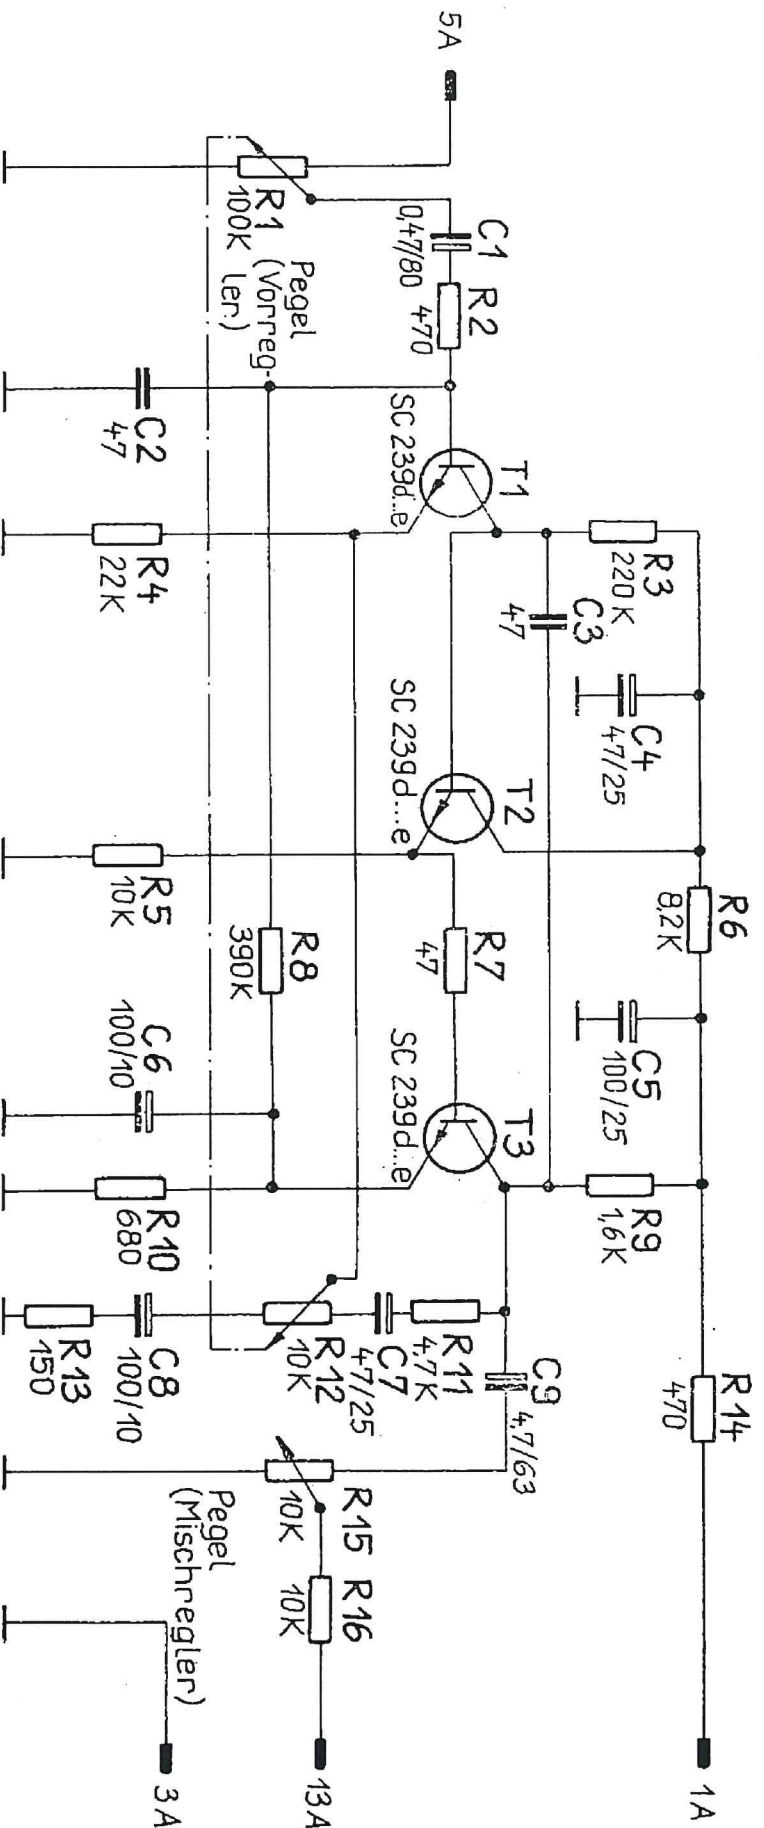 5A
R1
100K
Pegel
(Vorreg-
ler.)
C1
0,47/80
R2
470
C2
47
T1
SC 239d...e
R4
22K
R3
220K
C3
47
C4
47/25
T2
SC 239d...e
R5
10K
R6
8,2K
R7
47
R8
390K
C5
100/25
C6
100/10
T3
SC 239d...e
R10
680
R9
1,6K
R11
4,7K
C7
47/25
R12
10K
C8
100/10
R13
150
C9
4,7/63
R14
470
R15
10K
Pegel
(Mischregler)
R16
10K
1A
13A
3A